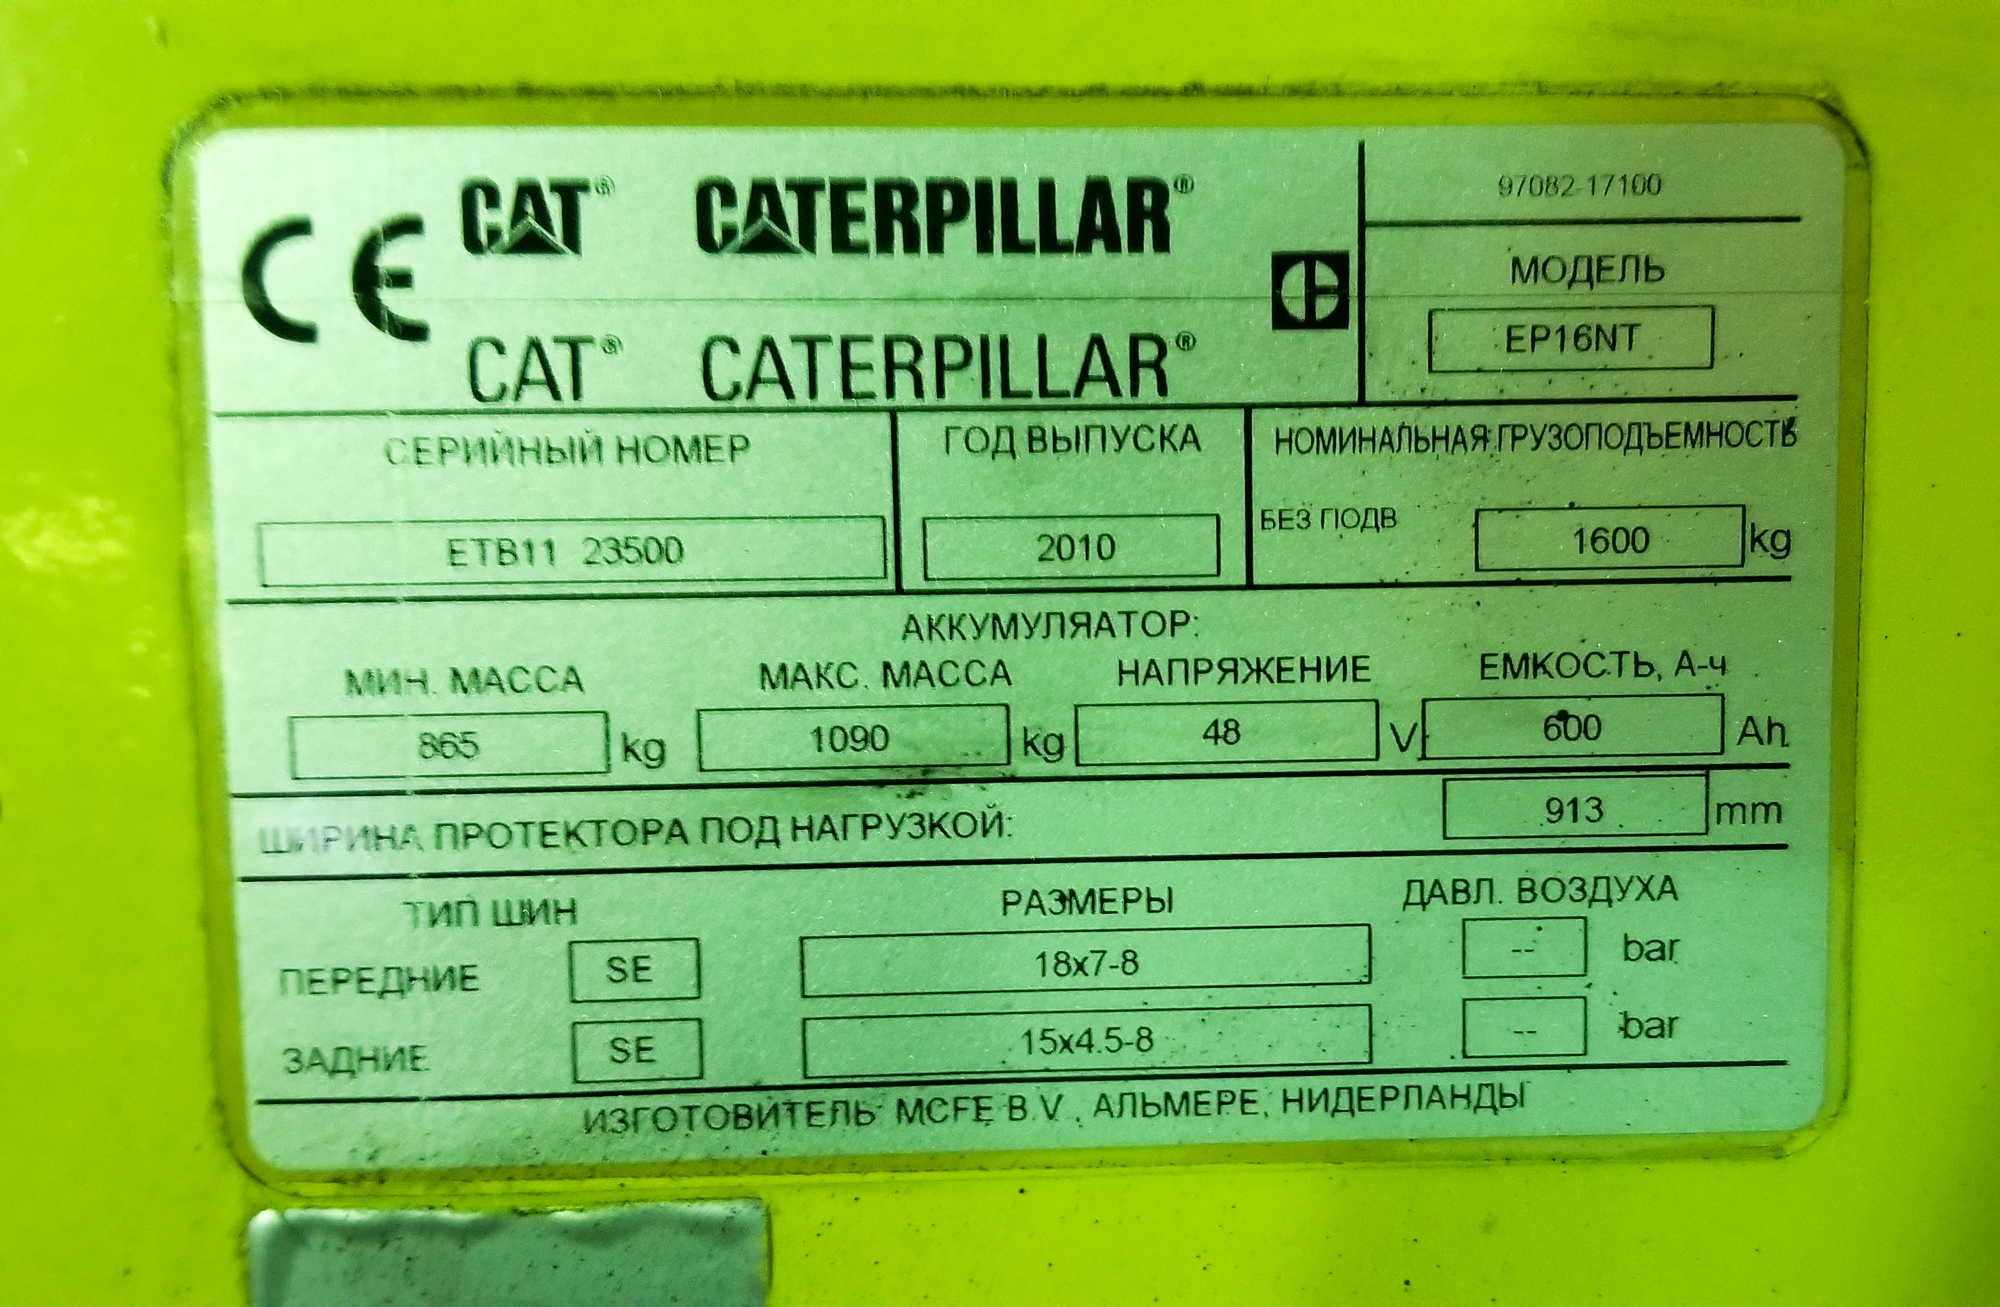 CE CAT® CATERPILLAR®
97082-17100
CAT® CATERPILLAR®
МОДЕЛЬ
EP16NT
СЕРИЙНЫЙ НОМЕР ГОД ВЫПУСКА НОМИНАЛЬНАЯ ГРУЗОПОДЪЕМНОСТЬ
ETB11 23500 2010 БЕЗ ПОДВ 1600 kg
АККУМУЛЯАТОР:
МИН. МАССА МАКС. МАССА НАПРЯЖЕНИЕ ЕМКОСТЬ, А-ч
865 kg 1090 kg 48 V 600 Ah
ШИРИНА ПРОТЕКТОРА ПОД НАГРУЗКОЙ: 913 mm
ТИП ШИН РАЗМЕРЫ ДАВЛ. ВОЗДУХА
ПЕРЕДНИЕ SE 18x7-8 -- bar
ЗАДНИЕ SE 15x4.5-8 -- bar
ИЗГОТОВИТЕЛЬ MCFE B.V., АЛЬМЕРЕ, НИДЕРЛАНДЫ